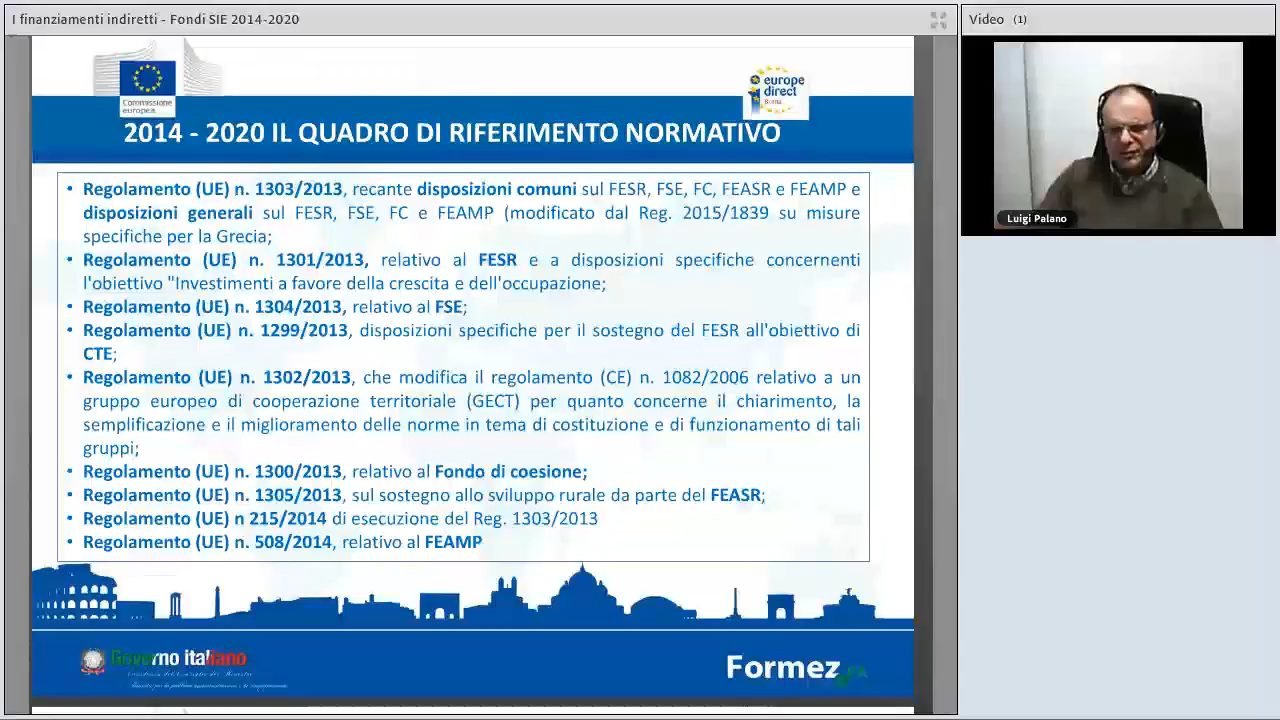 I finanziamenti indiretti - Fondi SIE 2014-2020
Video (1)
Commissione
europea
europe
direct
Roma
2014 - 2020 IL QUADRO DI RIFERIMENTO NORMATIVO
• Regolamento (UE) n. 1303/2013, recante disposizioni comuni sul FESR, FSE, FC, FEASR e FEAMP e
disposizioni generali sul FESR, FSE, FC e FEAMP (modificato dal Reg. 2015/1839 su misure
specifiche per la Grecia;
• Regolamento (UE) n. 1301/2013, relativo al FESR e a disposizioni specifiche concernenti
l'obiettivo "Investimenti a favore della crescita e dell'occupazione;
• Regolamento (UE) n. 1304/2013, relativo al FSE;
• Regolamento (UE) n. 1299/2013, disposizioni specifiche per il sostegno del FESR all'obiettivo di
CTE;
• Regolamento (UE) n. 1302/2013, che modifica il regolamento (CE) n. 1082/2006 relativo a un
gruppo europeo di cooperazione territoriale (GECT) per quanto concerne il chiarimento, la
semplificazione e il miglioramento delle norme in tema di costituzione e di funzionamento di tali
gruppi;
• Regolamento (UE) n. 1300/2013, relativo al Fondo di coesione;
• Regolamento (UE) n. 1305/2013, sul sostegno allo sviluppo rurale da parte del FEASR;
• Regolamento (UE) n 215/2014 di esecuzione del Reg. 1303/2013
• Regolamento (UE) n. 508/2014, relativo al FEAMP
Luigi Palano
Governo italiano
Formez